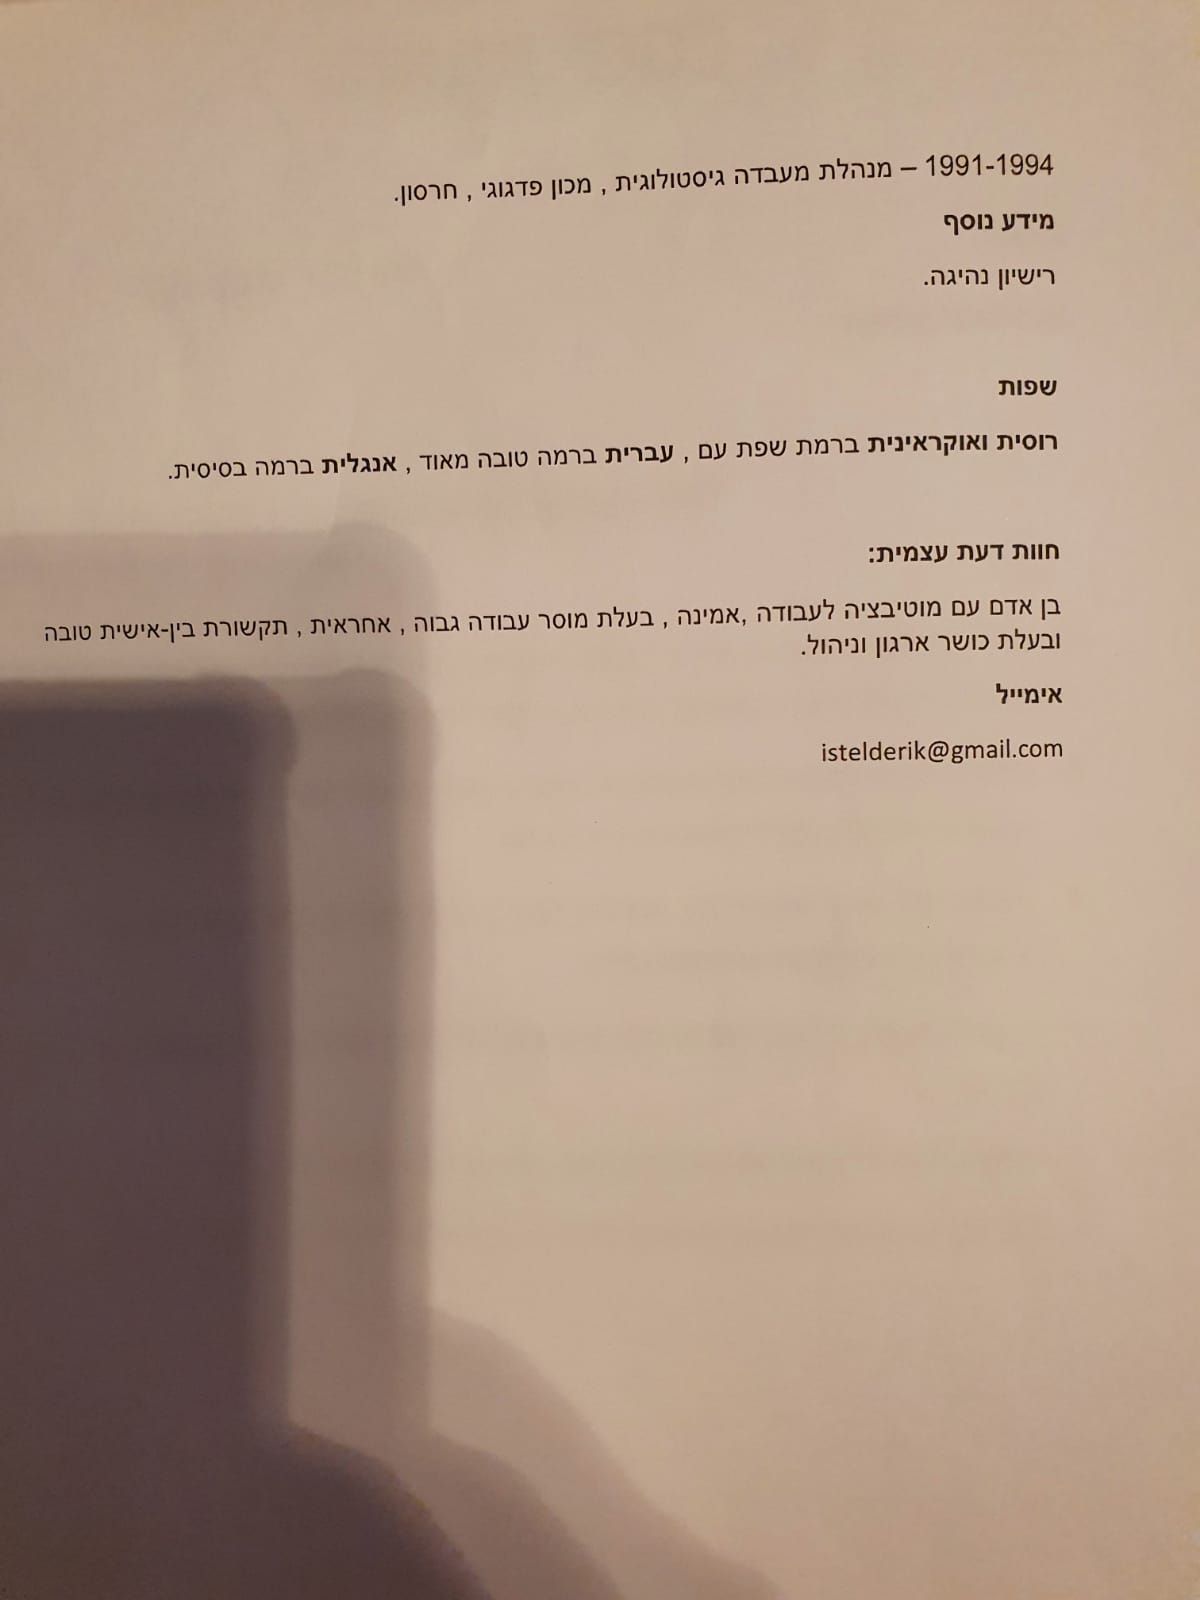 1991-1994 – מנהלת מעבדה גיסטולוגית , מכון פדגוגי , חרסון.
מידע נוסף
רישיון נהיגה.
שפות
רוסית ואוקראינית ברמת שפת עם , עברית ברמה טובה מאוד , אנגלית ברמה בסיסית.
חוות דעת עצמית:
בן אדם עם מוטיבציה לעבודה ,אמינה , בעלת מוסר עבודה גבוה , אחראית , תקשורת בין-אישית טובה
ובעלת כושר ארגון וניהול.
אימייל
istelderik@gmail.com